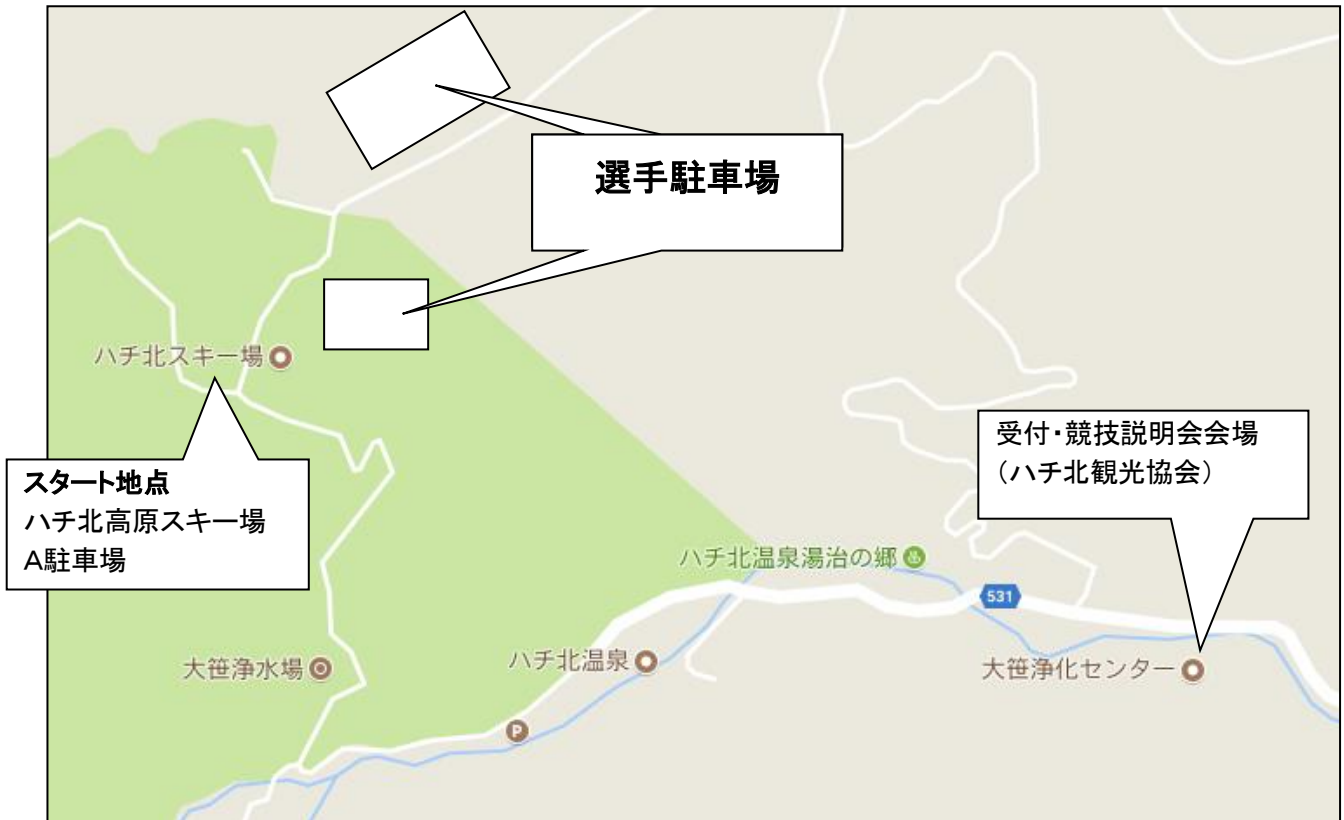 選手駐車場
ハチ北スキー場
スタート地点
ハチ北高原スキー場
A駐車場
受付・競技説明会会場
（ハチ北観光協会）
ハチ北温泉湯治の郷
531
大笹浄水場
ハチ北温泉
大笹浄化センター
P